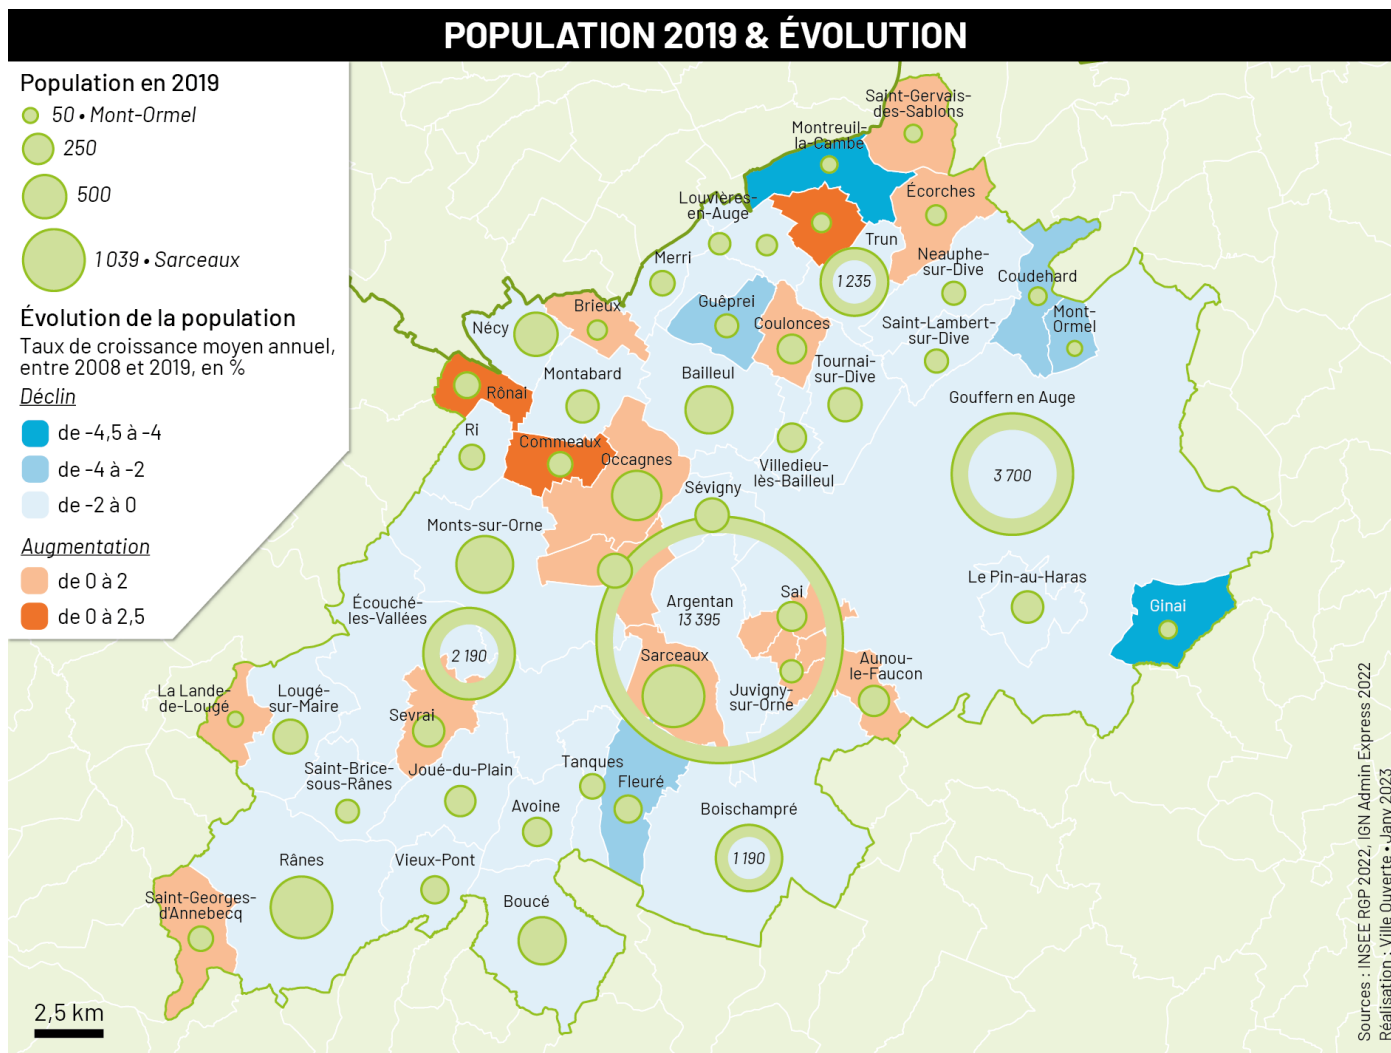 POPULATION 2019 & ÉVOLUTION
Population en 2019
50 • Mont-Ormel
250
500
1 039 • Sarceaux
Évolution de la population
Taux de croissance moyen annuel,
entre 2008 et 2019, en %
Déclin
de -4,5 à -4
de -4 à -2
de -2 à 0
Augmentation
de 0 à 2
de 0 à 2,5
Saint-Gervais-
des-Sablons
Montreuil-
la-Cambe
Écorches
Louvières-
en-Auge
Trun
1 235
Merri
Neauphe-
sur-Dive
Coudehard
Mont-
Ormel
Guêprei
Brieux
Nécy
Coulonces
Saint-Lambert-
sur-Dive
Tournai-
sur-Dive
Montabard
Bailleul
Rônai
Gouffern en Auge
3 700
Ri
Commeaux
Occagnes
Villedieu-
lès-Bailleul
Sévigny
Monts-sur-Orne
Le Pin-au-Haras
Ginai
Écouché-
les-Vallées
2 190
Argentan
13 395
Sai
Sarceaux
Juvigny-
sur-Orne
Aunou-
le-Faucon
La Lande-
de-Lougé
Lougé-
sur-Maire
Sevrai
Saint-Brice-
sous-Rânes
Joué-du-Plain
Tanques
Fleuré
Avoine
Boischampré
1 190
Rânes
Vieux-Pont
Boucé
Saint-Georges-
d'Annebecq
2,5 km
Sources : INSEE RGP 2022, IGN Admin Express 2022
Réalisation : Ville Ouverte • Janv 2023